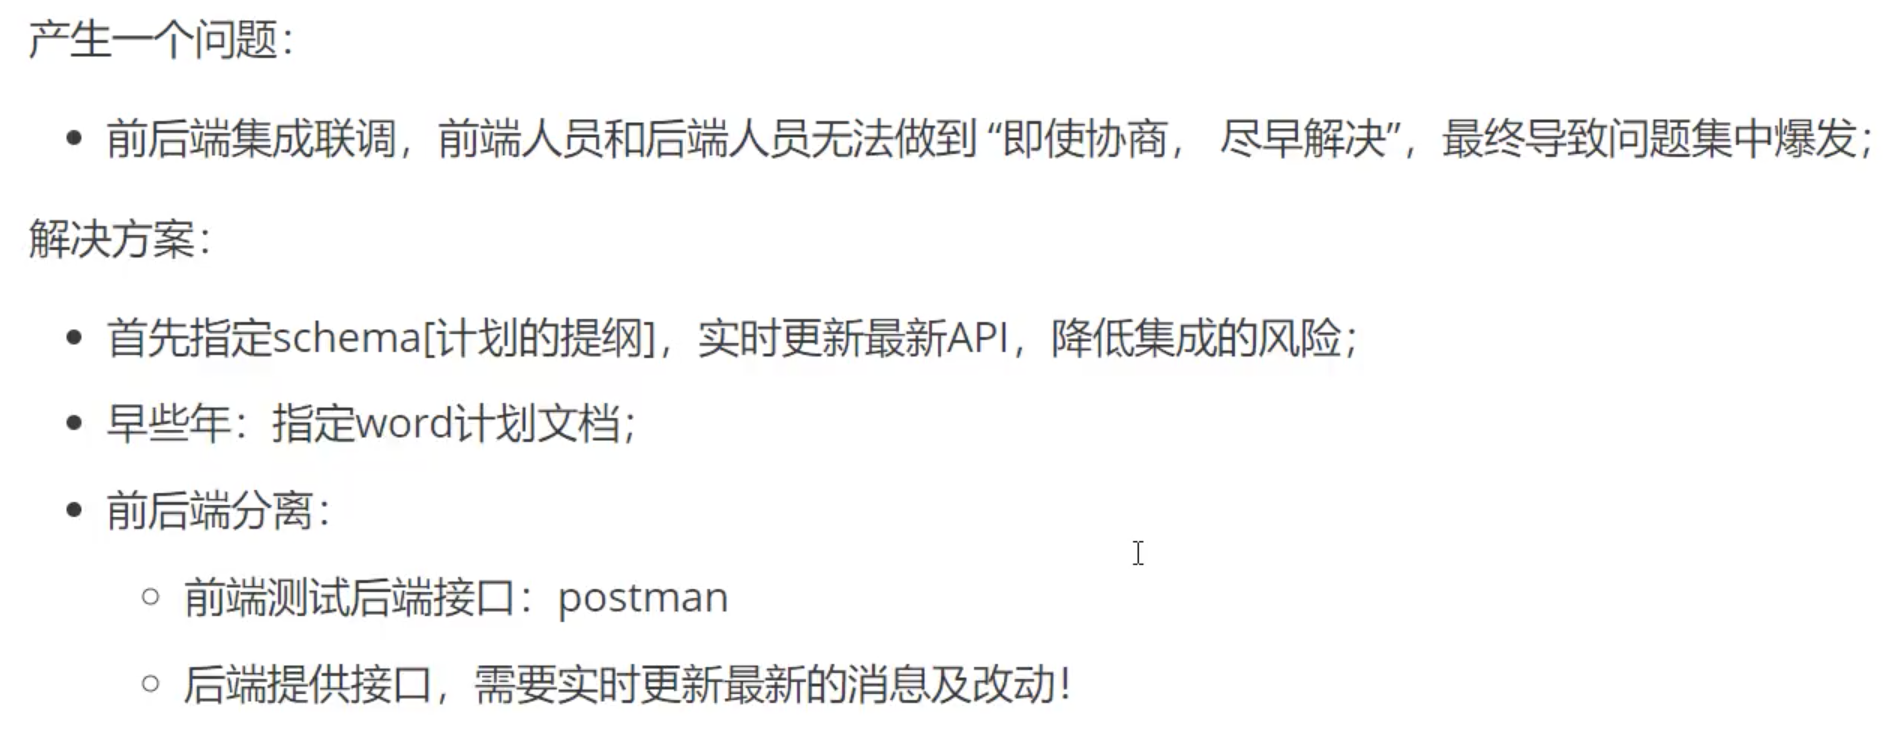 产生一个问题：
前后端集成联调，前端人员和后端人员无法做到 “即使协商， 尽早解决”，最终导致问题集中爆发；
解决方案：
首先指定schema[计划的提纲]，实时更新最新API，降低集成的风险；
早些年：指定word计划文档；
前后端分离：
前端测试后端接口：postman
后端提供接口，需要实时更新最新的消息及改动！